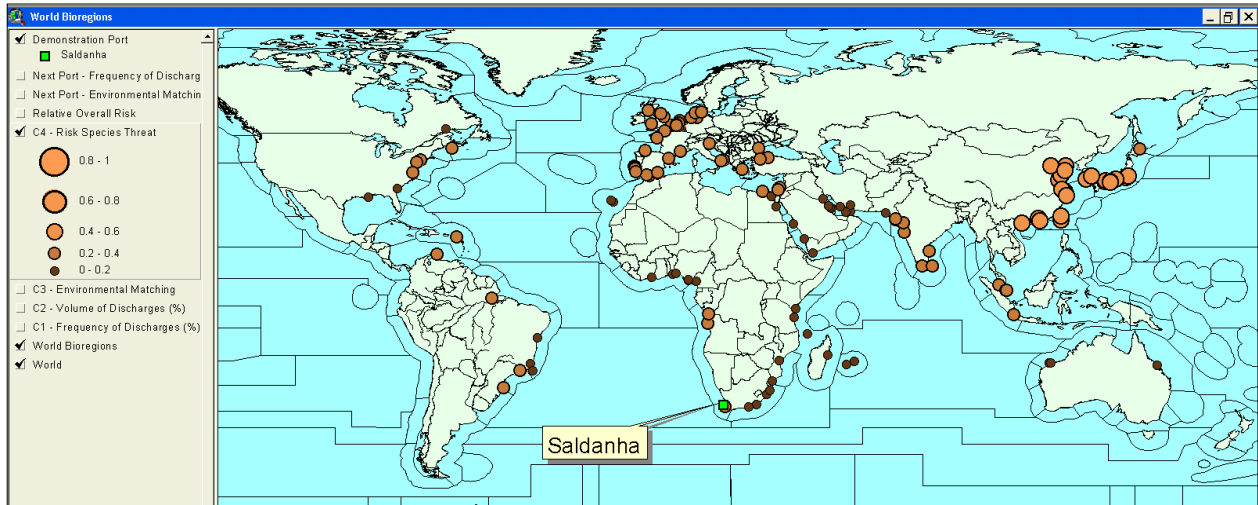 World Bioregions
Demonstration Port
Saldanha
Next Port - Frequency of Discharg
Next Port - Environmental Matchin
Relative Overall Risk
C4 - Risk Species Threat
0.8 - 1
0.6 - 0.8
0.4 - 0.6
0.2 - 0.4
0 - 0.2
C3 - Environmental Matching
C2 - Volume of Discharges (%)
C1 - Frequency of Discharges (%)
World Bioregions
World
Saldanha